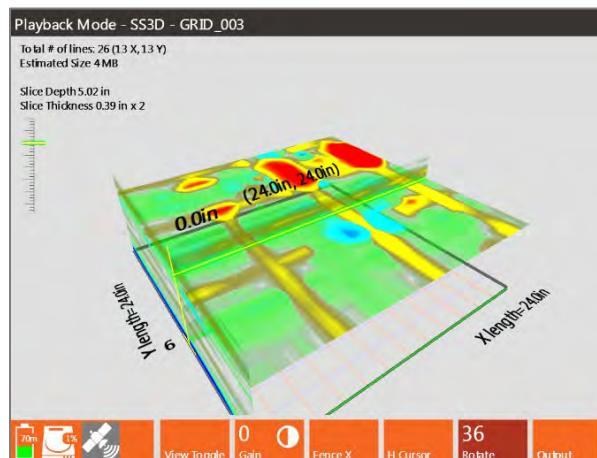 Playback Mode - SS3D - GRID_003
Total # of lines: 26 (13 X, 13 Y)
Estimated Size 4 MB
Slice Depth 5.02 in
Slice Thickness 0.39 in x 2
0.0in
(24.0in, 24.0in)
Y length=24.0in
X length=24.0in
70m
1%
View Toggle
0
Gain
Fence X
H Cursor
36
Rotate
Output